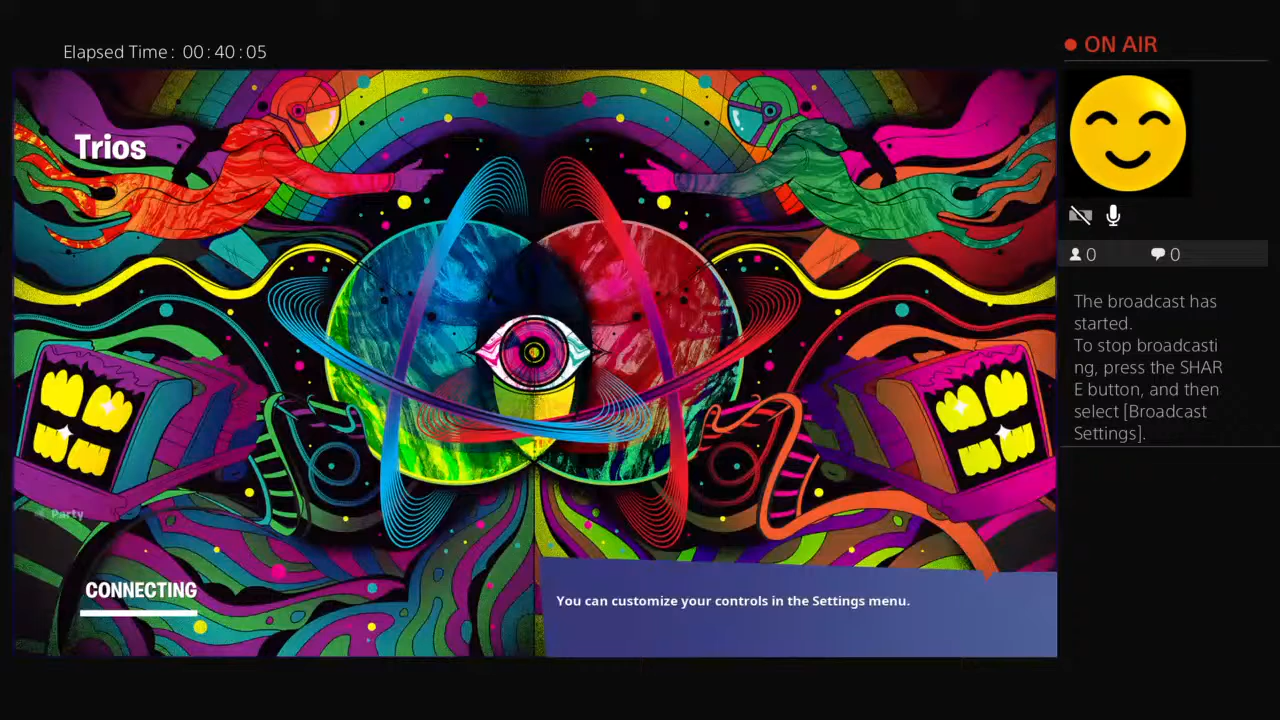 Elapsed Time: 00:40:05
ON AIR
Trios
0
0
The broadcast has
started.
To stop broadcasti
ng, press the SHAR
E button, and then
select [Broadcast
Settings].
Party
CONNECTING
You can customize your controls in the Settings menu.